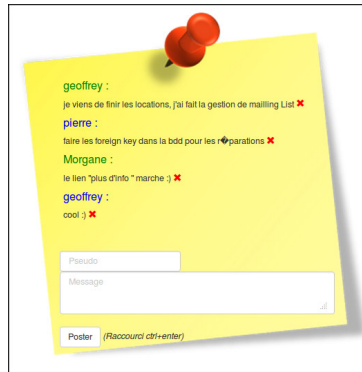 geoffrey :
je viens de finir les locations, j'ai fait la gestion de mailling List ✖
pierre :
faire les foreign key dans la bdd pour les r�parations ✖
Morgane :
le lien "plus d'info " marche :) ✖
geoffrey :
cool :) ✖
Pseudo
Message
Poster (Raccourci ctrl+enter)